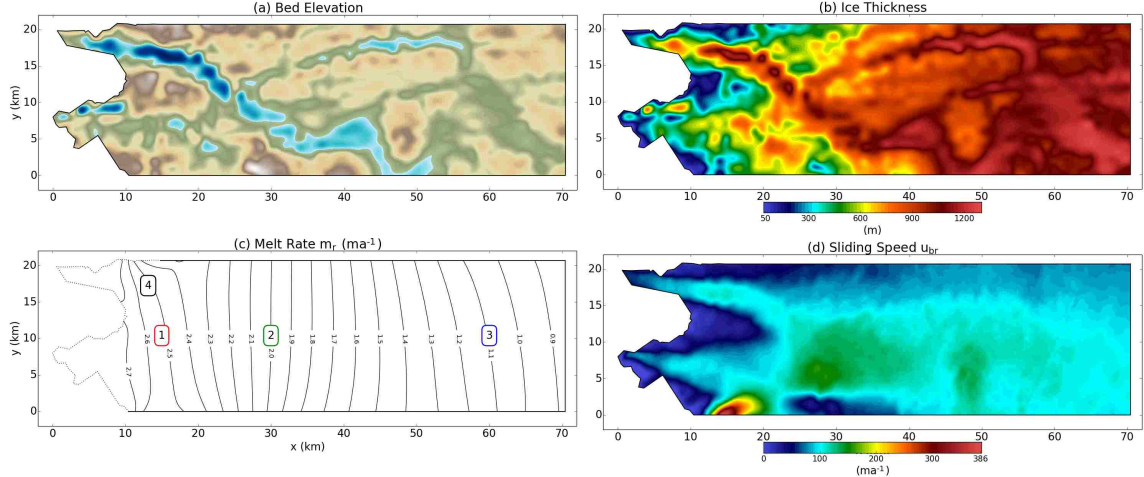 (a) Bed Elevation
20
15
10
5
0
y (km)
0 10 20 30 40 50 60 70
(b) Ice Thickness
20
15
10
5
0
0 10 20 30 40 50 60 70
50 300 600 900 1200
(m)
(c) Melt Rate mr (ma-1)
20
15
10
5
0
y (km)
4
1
2
3
2.7 2.6 2.5 2.4 2.3 2.2 2.1 2.0 1.9 1.8 1.7 1.6 1.5 1.4 1.3 1.2 1.1 1.0 0.9
0 10 20 30 40 50 60 70
x (km)
(d) Sliding Speed ubr
20
15
10
5
0
0 10 20 30 40 50 60 70
0 100 200 300 386
(ma-1)